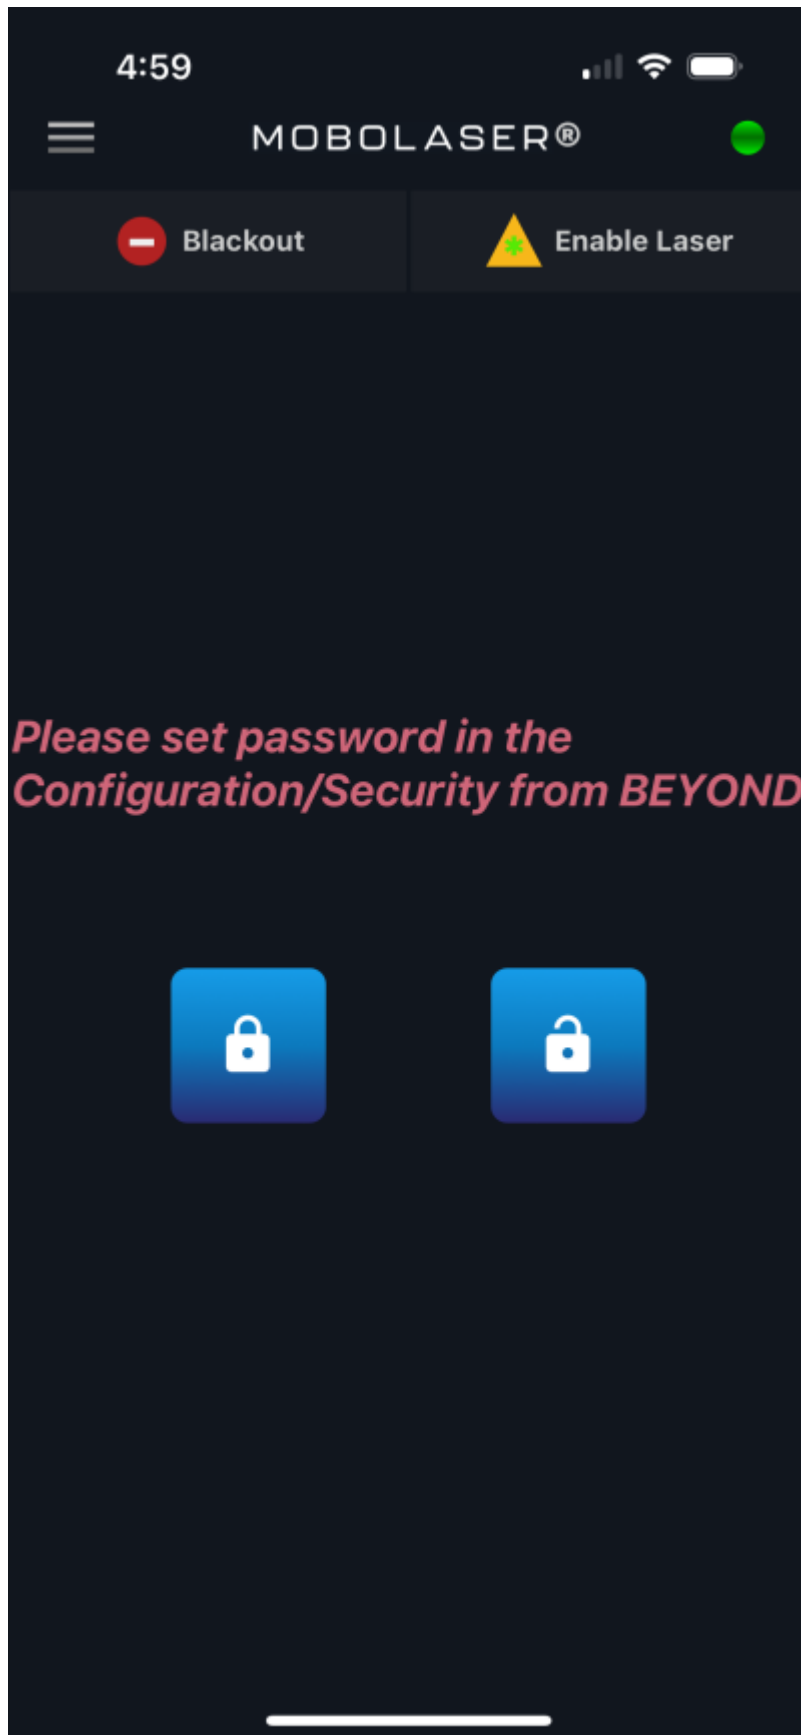 4:59
MOBOLASER®
Blackout
Enable Laser
Please set password in the
Configuration/Security from BEYOND